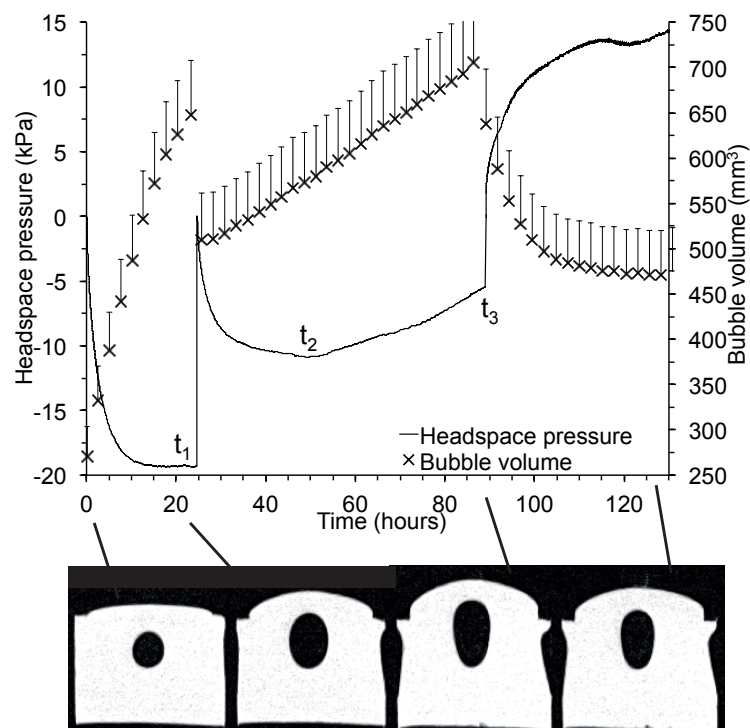 15
10
5
0
-5
-10
-15
-20
Headspace pressure (kPa)
750
700
650
600
550
500
450
400
350
300
250
Bubble volume (mm³)
t₁
t₂
t₃
Headspace pressure
Bubble volume
0 20 40 60 80 100 120
Time (hours)